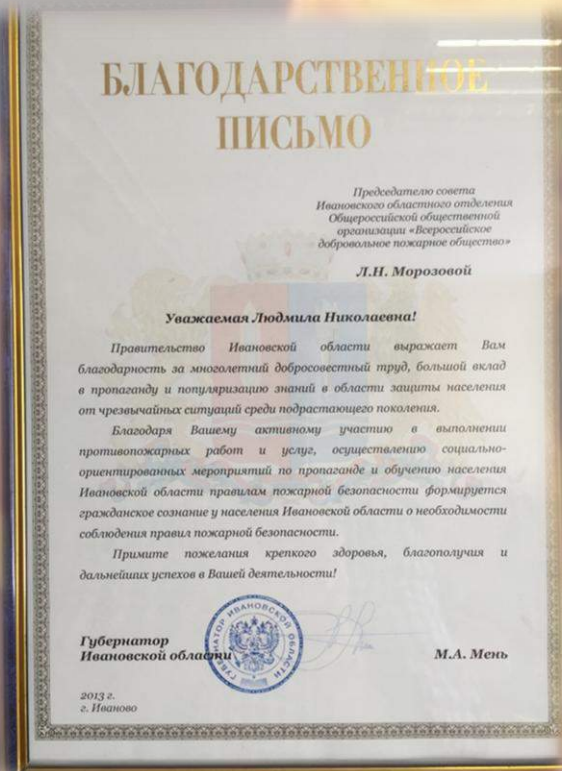 БЛАГОДАРСТВЕННОЕ
ПИСЬМО
Председателю совета
Ивановского областного отделения
Общероссийской общественной
организации «Всероссийское
добровольное пожарное общество»
Л.Н. Морозовой
Уважаемая Людмила Николаевна!
Правительство Ивановской области выражает Вам
благодарность за многолетний добросовестный труд, большой вклад
в пропаганду и популяризацию знаний в области защиты населения
от чрезвычайных ситуаций среди подрастающего поколения.
Благодаря Вашему активному участию в выполнении
противопожарных работ и услуг, осуществлению социально-
ориентированных мероприятий по пропаганде и обучению населения
Ивановской области правилам пожарной безопасности формируется
гражданское сознание у населения Ивановской области о необходимости
соблюдения правил пожарной безопасности.
Примите пожелания крепкого здоровья, благополучия и
дальнейших успехов в Вашей деятельности!
Губернатор
Ивановской области
М.А. Мень
ГУБЕРНАТОР ИВАНОВСКОЙ ОБЛАСТИ
2013 г.
г. Иваново